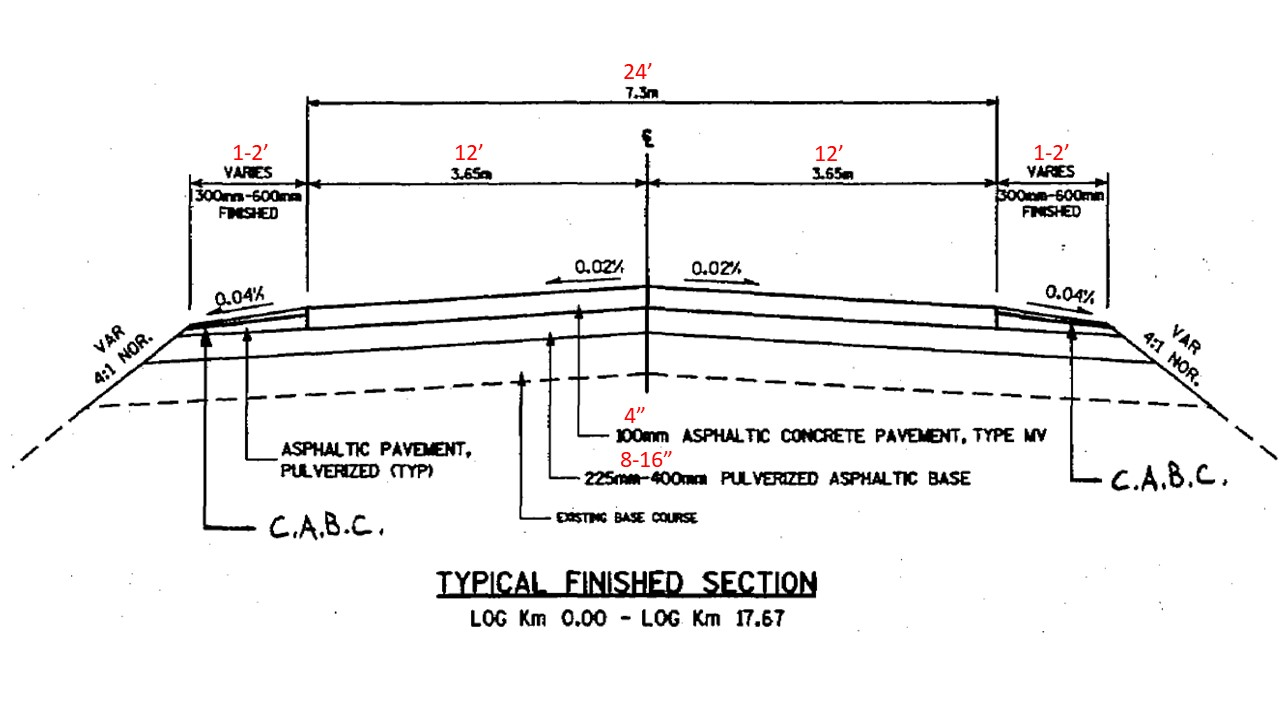 24’
7.3m
℄
1-2’
12’
12’
1-2’
VARIES
3.65m
3.65m
VARIES
300mm-600mm
FINISHED
300mm-600mm
FINISHED
0.02%
0.02%
0.04%
0.04%
VAR
4:1 NOR.
VAR
4:1 NOR.
4”
100mm ASPHALTIC CONCRETE PAVEMENT, TYPE MV
ASPHALTIC PAVEMENT,
PULVERIZED (TYP)
8-16”
225mm-400mm PULVERIZED ASPHALTIC BASE
C.A.B.C.
EXISTING BASE COURSE
C.A.B.C.
TYPICAL FINISHED SECTION
LOG Km 0.00 - LOG Km 17.67